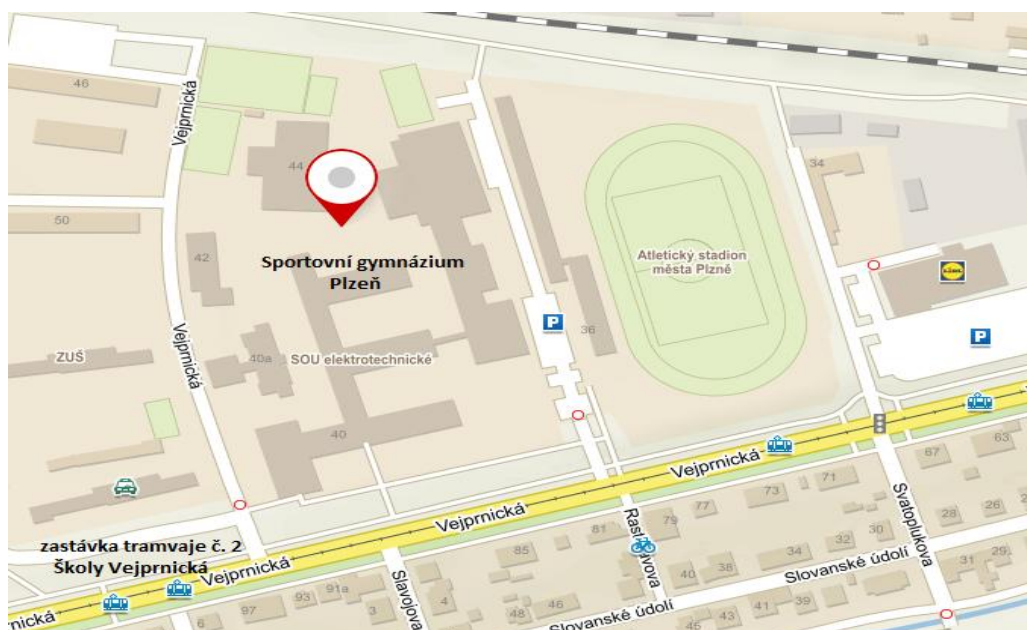 46
Vejprnická
44
34
50
42
Sportovní gymnázium
Plzeň
Atletický stadion
města Plzně
LIDL
P
36
P
Vejprnická
ZUŠ
40a
SOU elektrotechnické
40
63
67
Vejprnická
71
73
77
79
81
Svatoplukova
28
26
Vejprnická
85
32
30
34
zastávka tramvaje č. 2
Školy Vejprnická
Vejprnická
Slavojova
40
38
Slovanské údolí
31
29
93
91a
97
3
4
48
46
Slovanské údolí
45
43
41
39
6
rnická